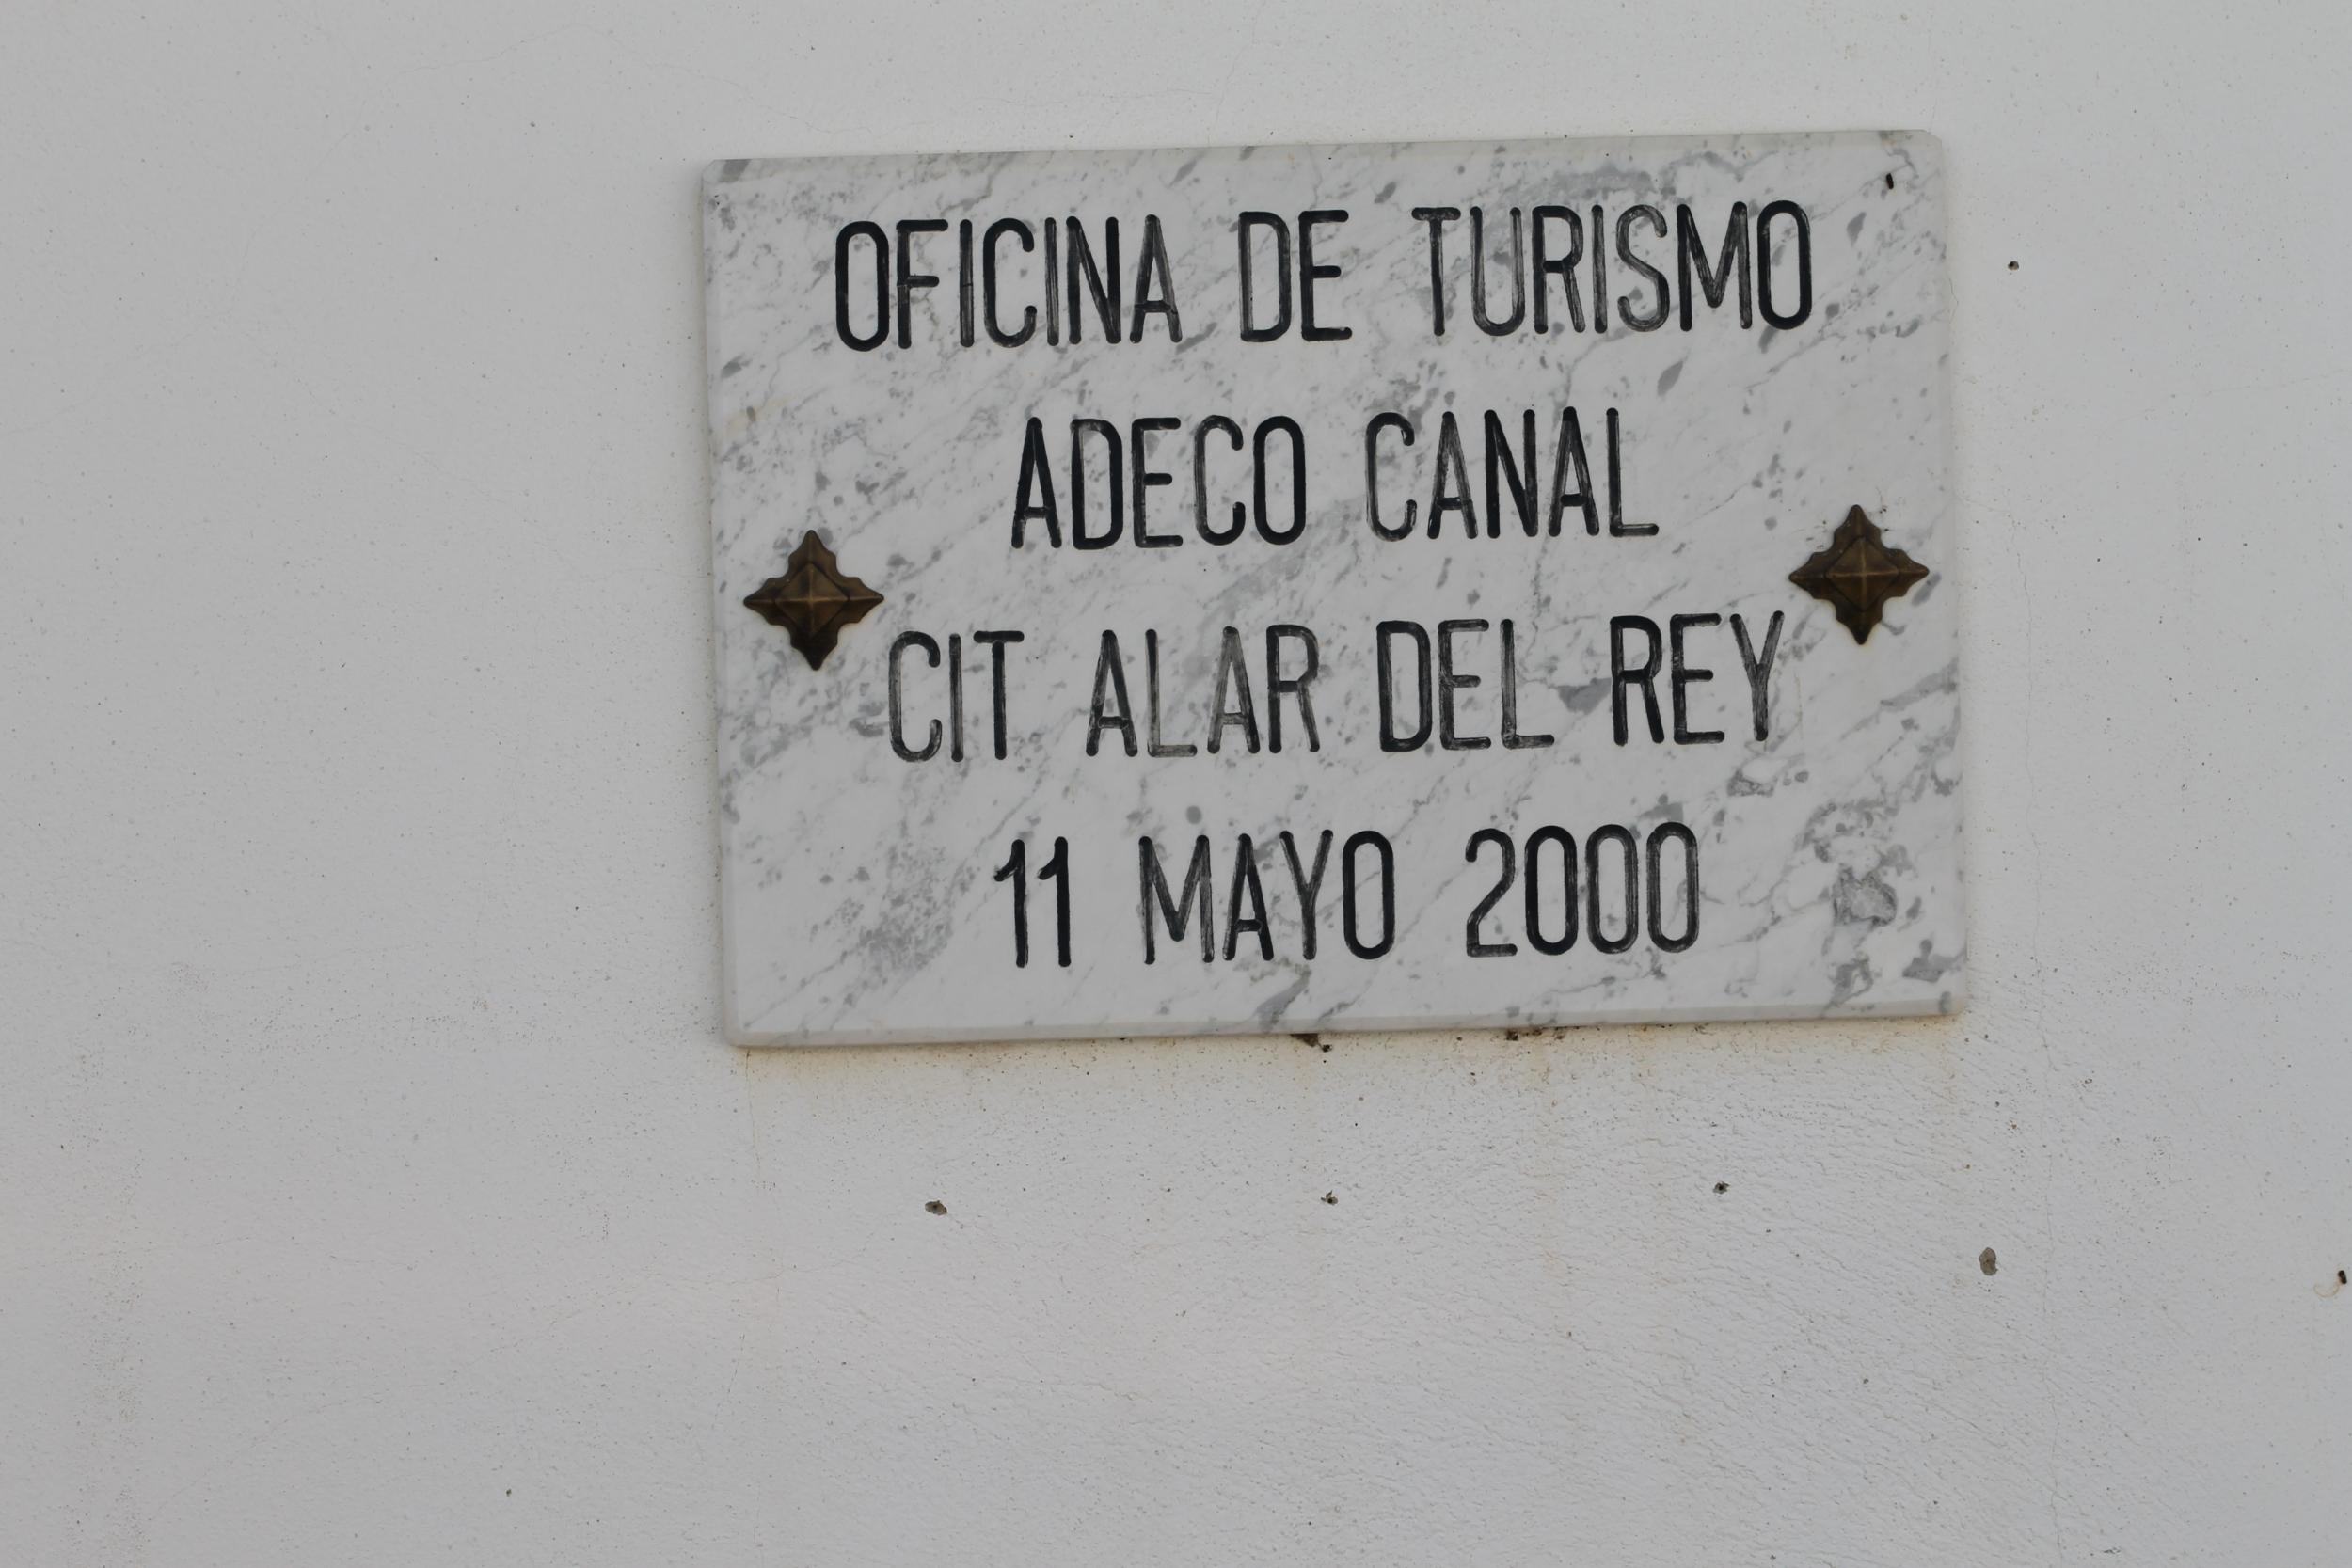 OFICINA DE TURISMO
ADECO CANAL
CIT ALAR DEL REY
11 MAYO 2000